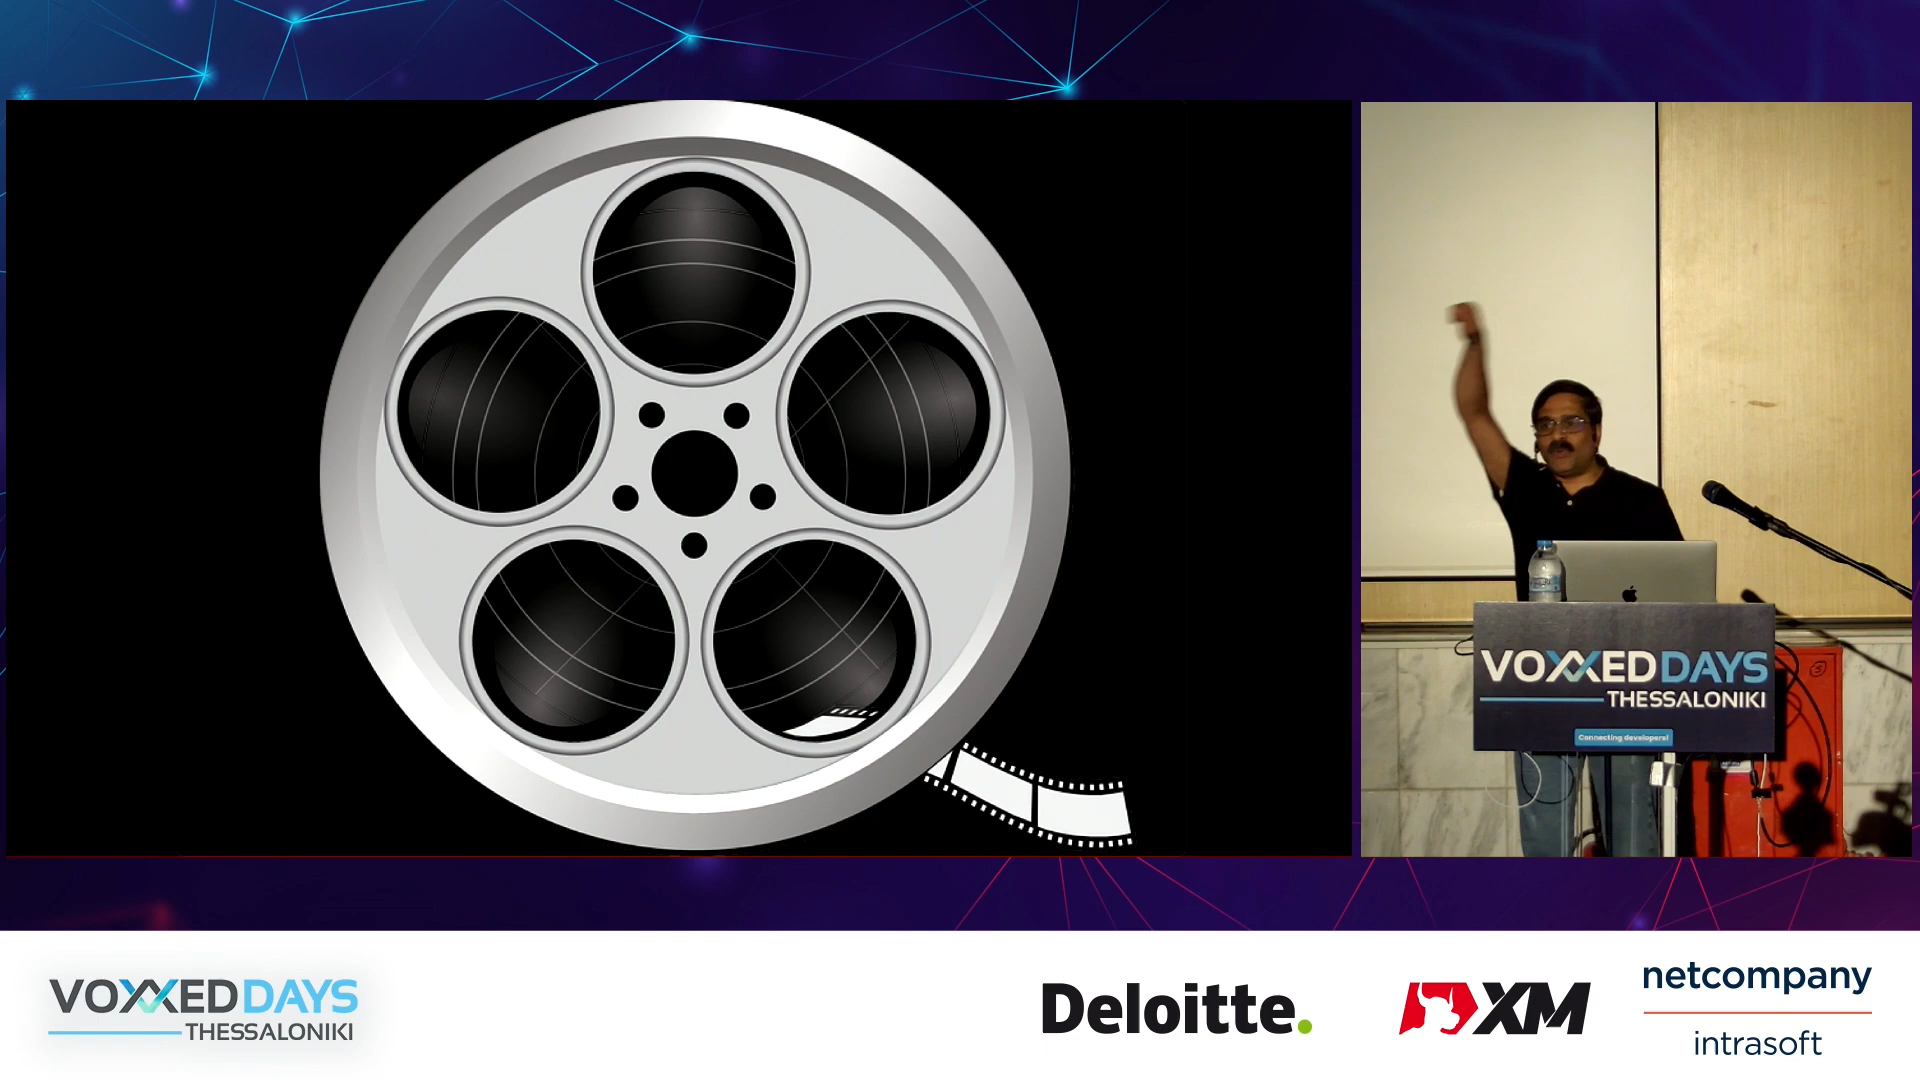 VOXXED DAYS
THESSALONIKI
Connecting developers!
VOXXED DAYS
THESSALONIKI
Deloitte.
XM
netcompany
intrasoft